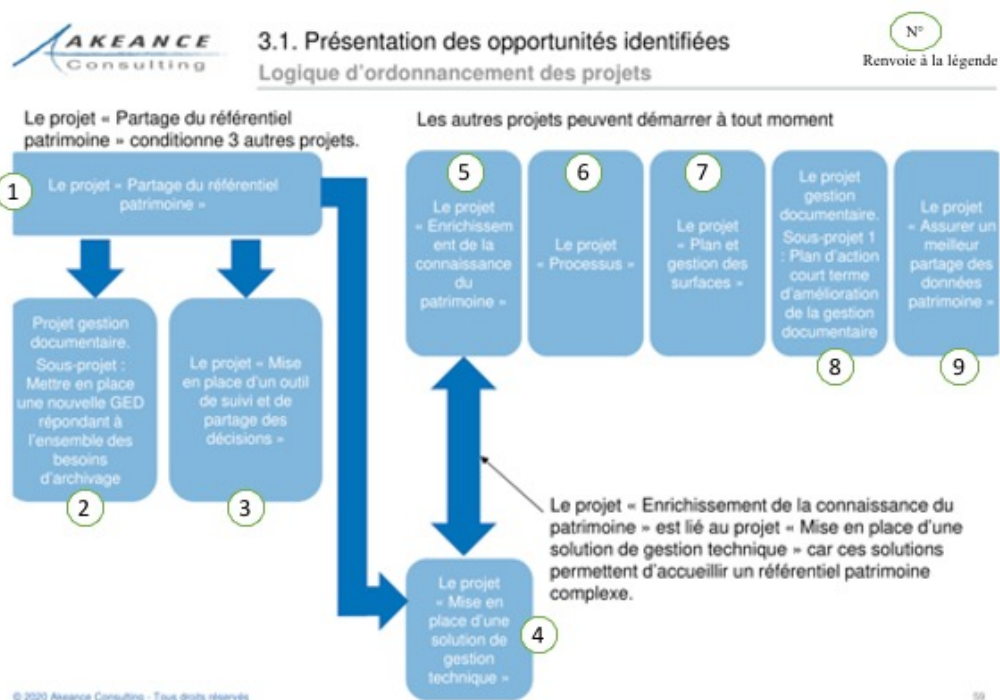 AKEANCE
Consulting
3.1. Présentation des opportunités identifiées
Logique d'ordonnancement des projets
N°
Renvoie à la légende
Le projet « Partage du référentiel
patrimoine » conditionne 3 autres projets.
Les autres projets peuvent démarrer à tout moment
1
Le projet « Partage du référentiel
patrimoine »
Projet gestion
documentaire.
Sous-projet :
Mettre en place
une nouvelle GED
répondant à
l'ensemble des
besoins
d'archivage
2
Le projet « Mise
en place d'un outil
de suivi et de
partage des
décisions »
3
5
Le projet
« Enrichissem
ent de la
connaissance
du
patrimoine »
6
Le projet
« Processus »
7
Le projet
« Plan et
gestion des
surfaces »
Le projet
gestion
documentaire.
Sous-projet 1
: Plan d'action
court terme
d'amélioration
de la gestion
documentaire
8
Le projet
« Assurer un
meilleur
partage des
données
patrimoine »
9
Le projet « Enrichissement de la connaissance du
patrimoine » est lié au projet « Mise en place d'une
solution de gestion technique » car ces solutions
permettent d'accueillir un référentiel patrimoine
complexe.
Le projet
« Mise en
place d'une
solution de
gestion
technique »
4
© 2020 Akeance Consulting - Tous droits réservés
59